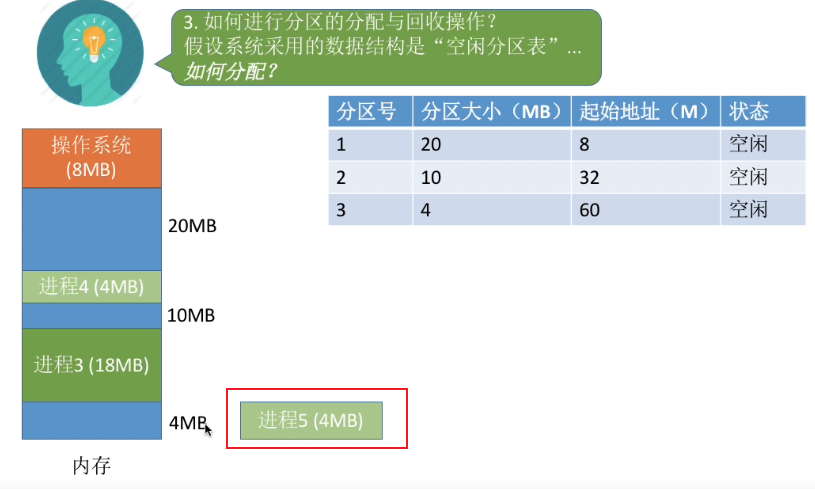 3. 如何进行分区的分配与回收操作？
假设系统采用的数据结构是“空闲分区表”...
如何分配？
分区号 分区大小（MB） 起始地址（M） 状态
1 20 8 空闲
2 10 32 空闲
3 4 60 空闲
操作系统
(8MB)
20MB
进程4 (4MB)
10MB
进程3 (18MB)
4MB
进程5 (4MB)
内存